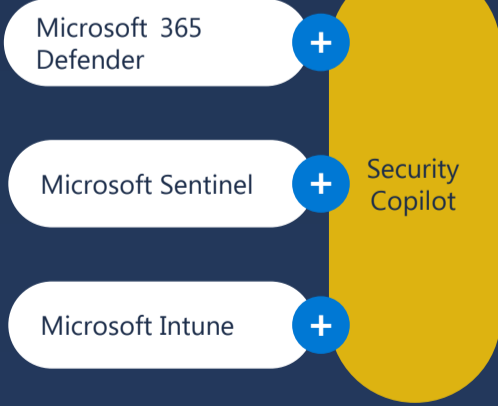 Microsoft 365
Defender
+
Microsoft Sentinel
+
Security
Copilot
Microsoft Intune
+